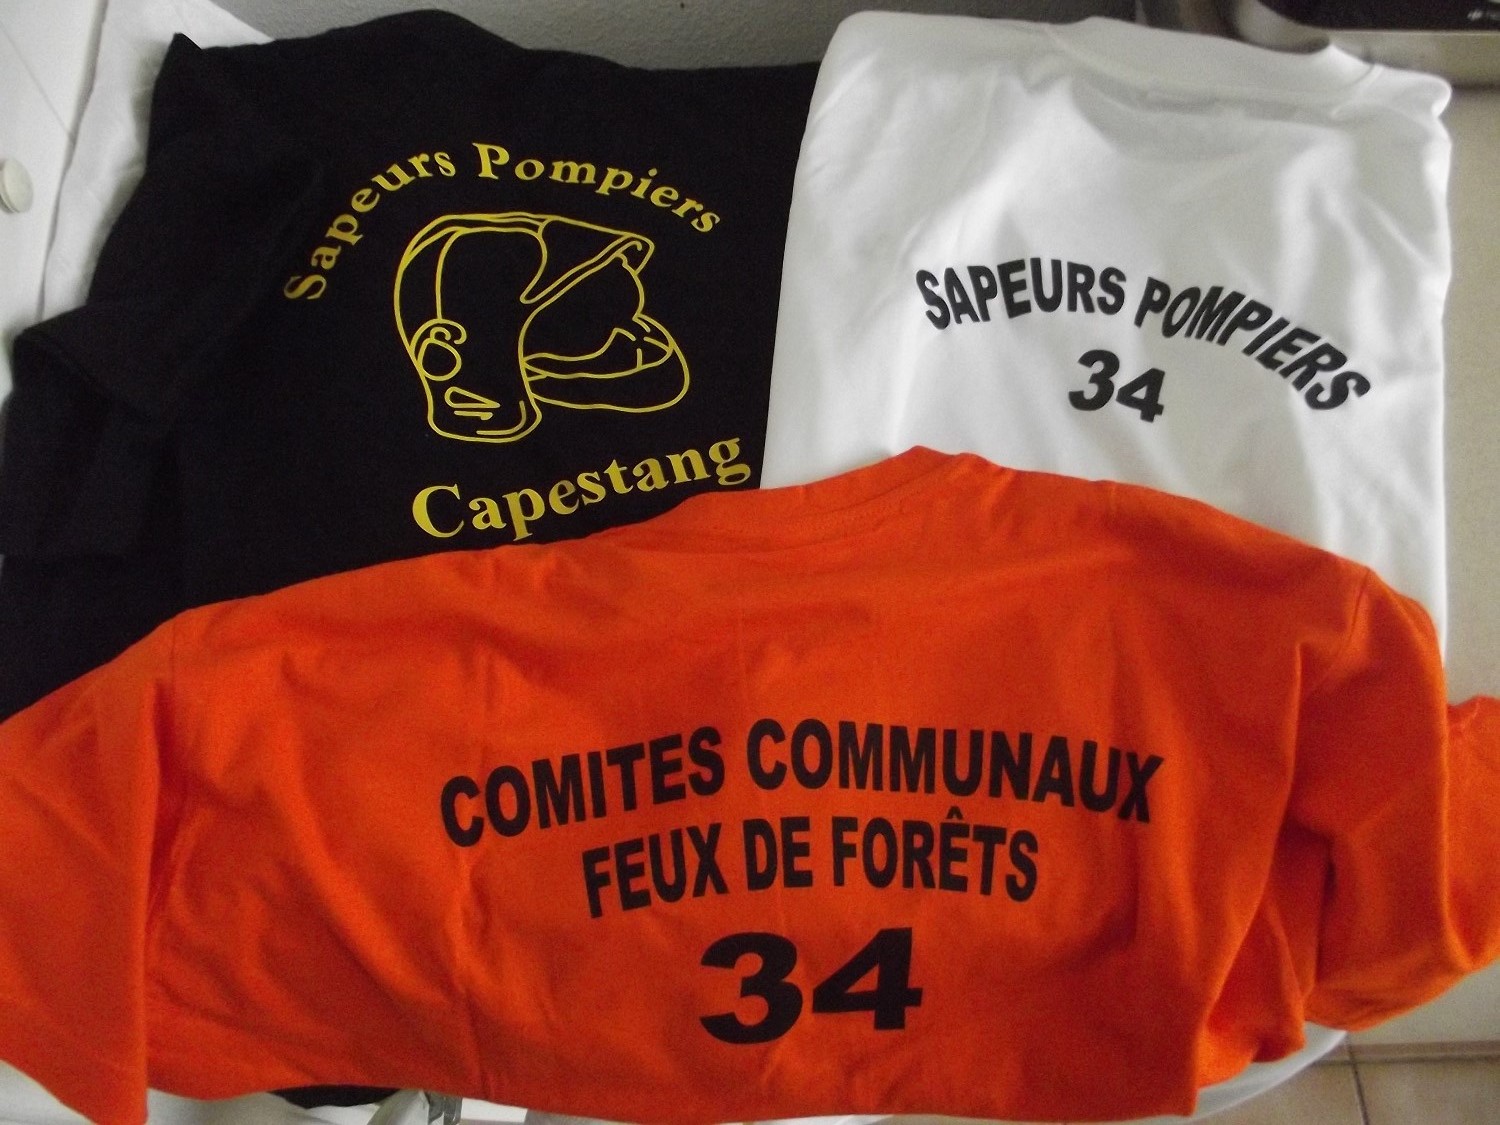 Sapeurs Pompiers
Capestang
SAPEURS POMPIERS
34
COMITES COMMUNAUX
FEUX DE FORÊTS
34